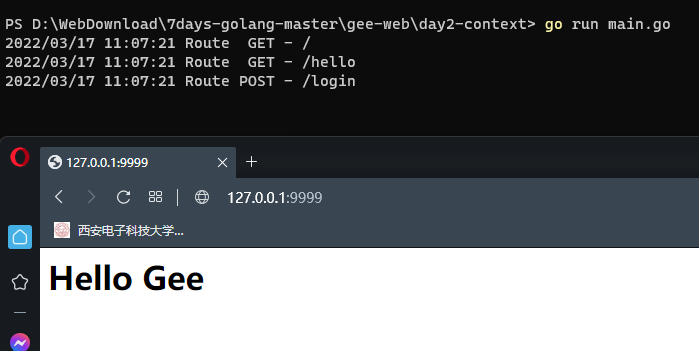 PS D:\WebDownload\7days-golang-master\gee-web\day2-context> go run main.go
2022/03/17 11:07:21 Route  GET - /
2022/03/17 11:07:21 Route  GET - /hello
2022/03/17 11:07:21 Route POST - /login
127.0.0.1:9999
127.0.0.1:9999
西安电子科技大学...
Hello Gee